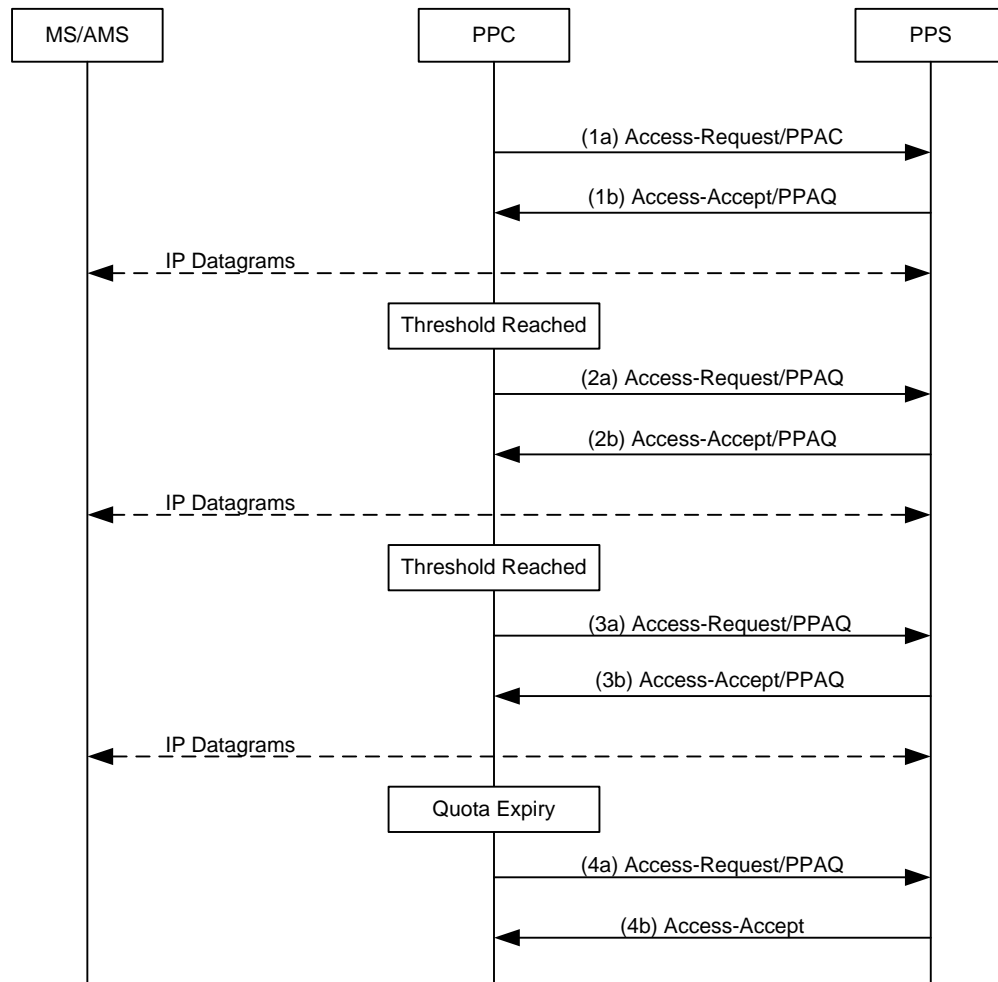 MS/AMS
PPC
PPS
(1a) Access-Request/PPAC
(1b) Access-Accept/PPAQ
IP Datagrams
Threshold Reached
(2a) Access-Request/PPAQ
(2b) Access-Accept/PPAQ
IP Datagrams
Threshold Reached
(3a) Access-Request/PPAQ
(3b) Access-Accept/PPAQ
IP Datagrams
Quota Expiry
(4a) Access-Request/PPAQ
(4b) Access-Accept